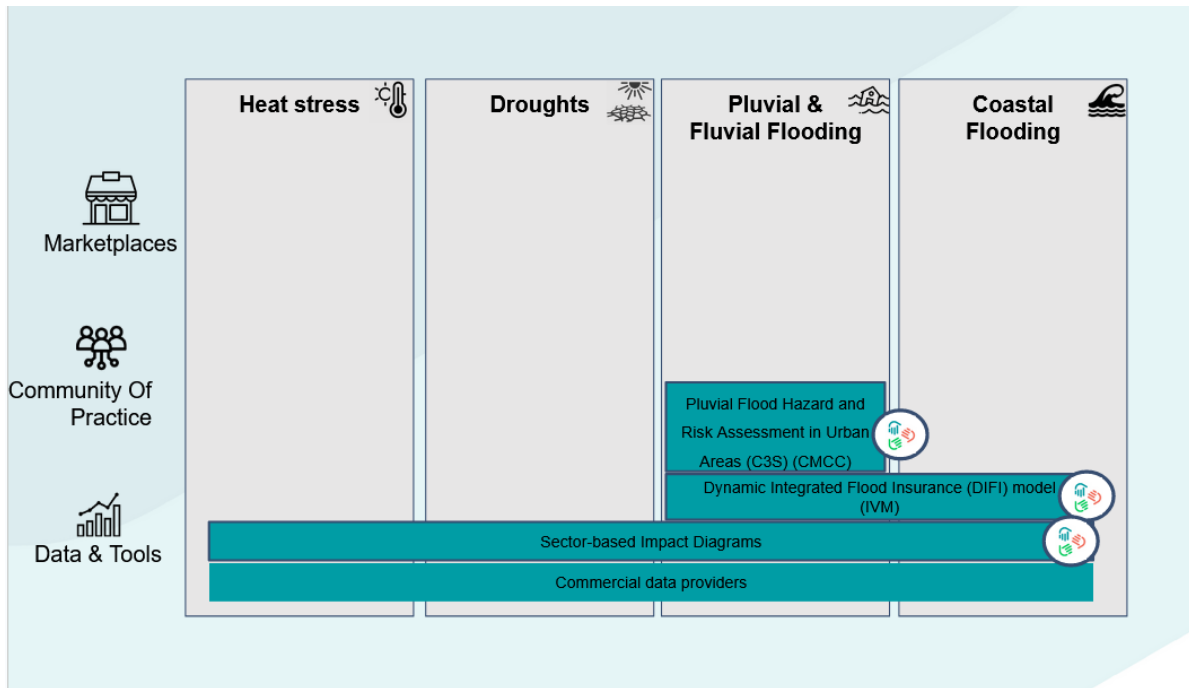 Heat stress
Droughts
Pluvial &
Fluvial Flooding
Coastal
Flooding
Marketplaces
Community Of
Practice
Pluvial Flood Hazard and
Risk Assessment in Urban
Areas (C3S) (CMCC)
Dynamic Integrated Flood Insurance (DIFI) model
(IVM)
Data & Tools
Sector-based Impact Diagrams
Commercial data providers